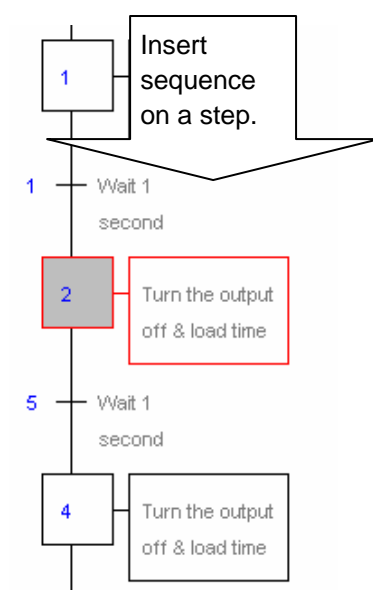 Insert
sequence
on a step.
1
1
Wait 1
second
2
Turn the output
off & load time
5
Wait 1
second
4
Turn the output
off & load time